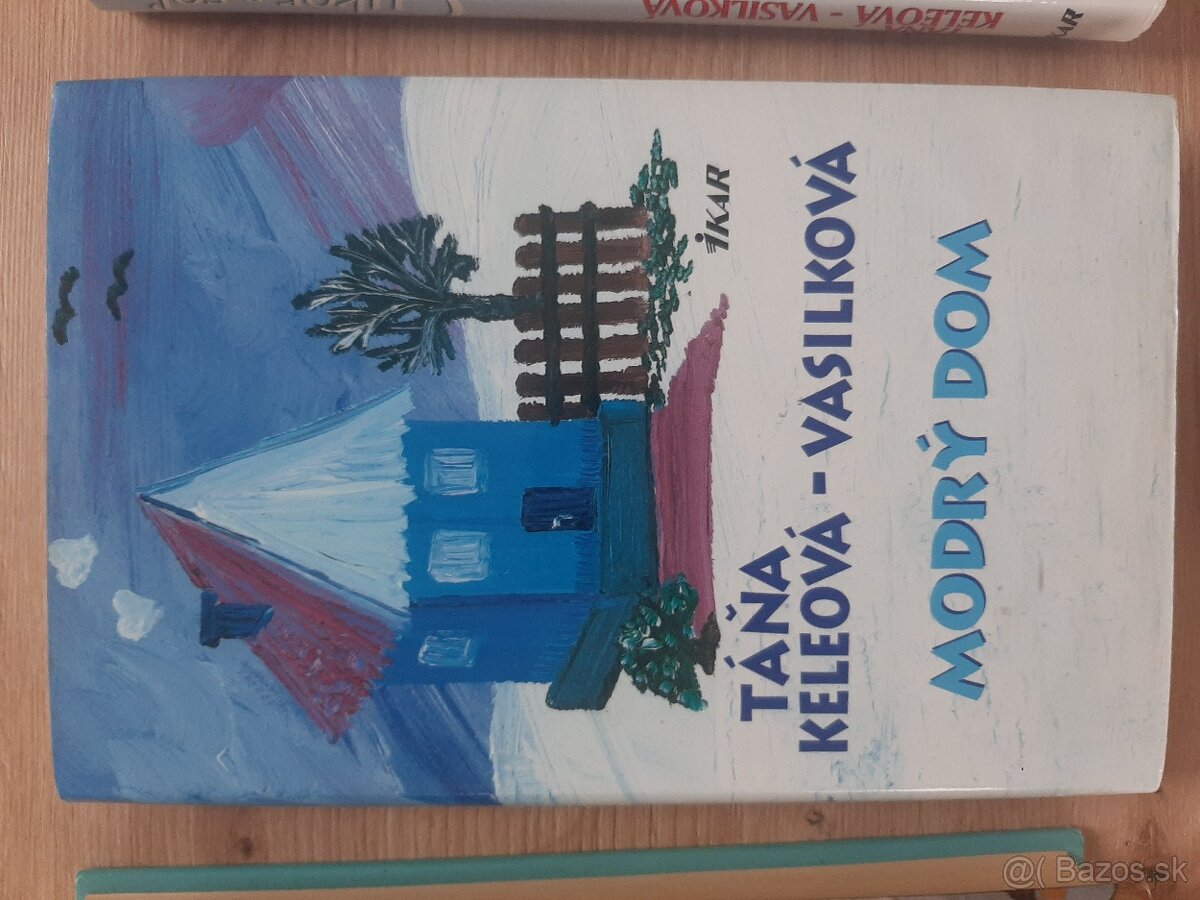 KELEOVÁ - VASILKOVÁ
IKAR
IKAR
TÁŇA
KELEOVÁ - VASILKOVÁ
MODRÝ DOM
@( Bazos.sk